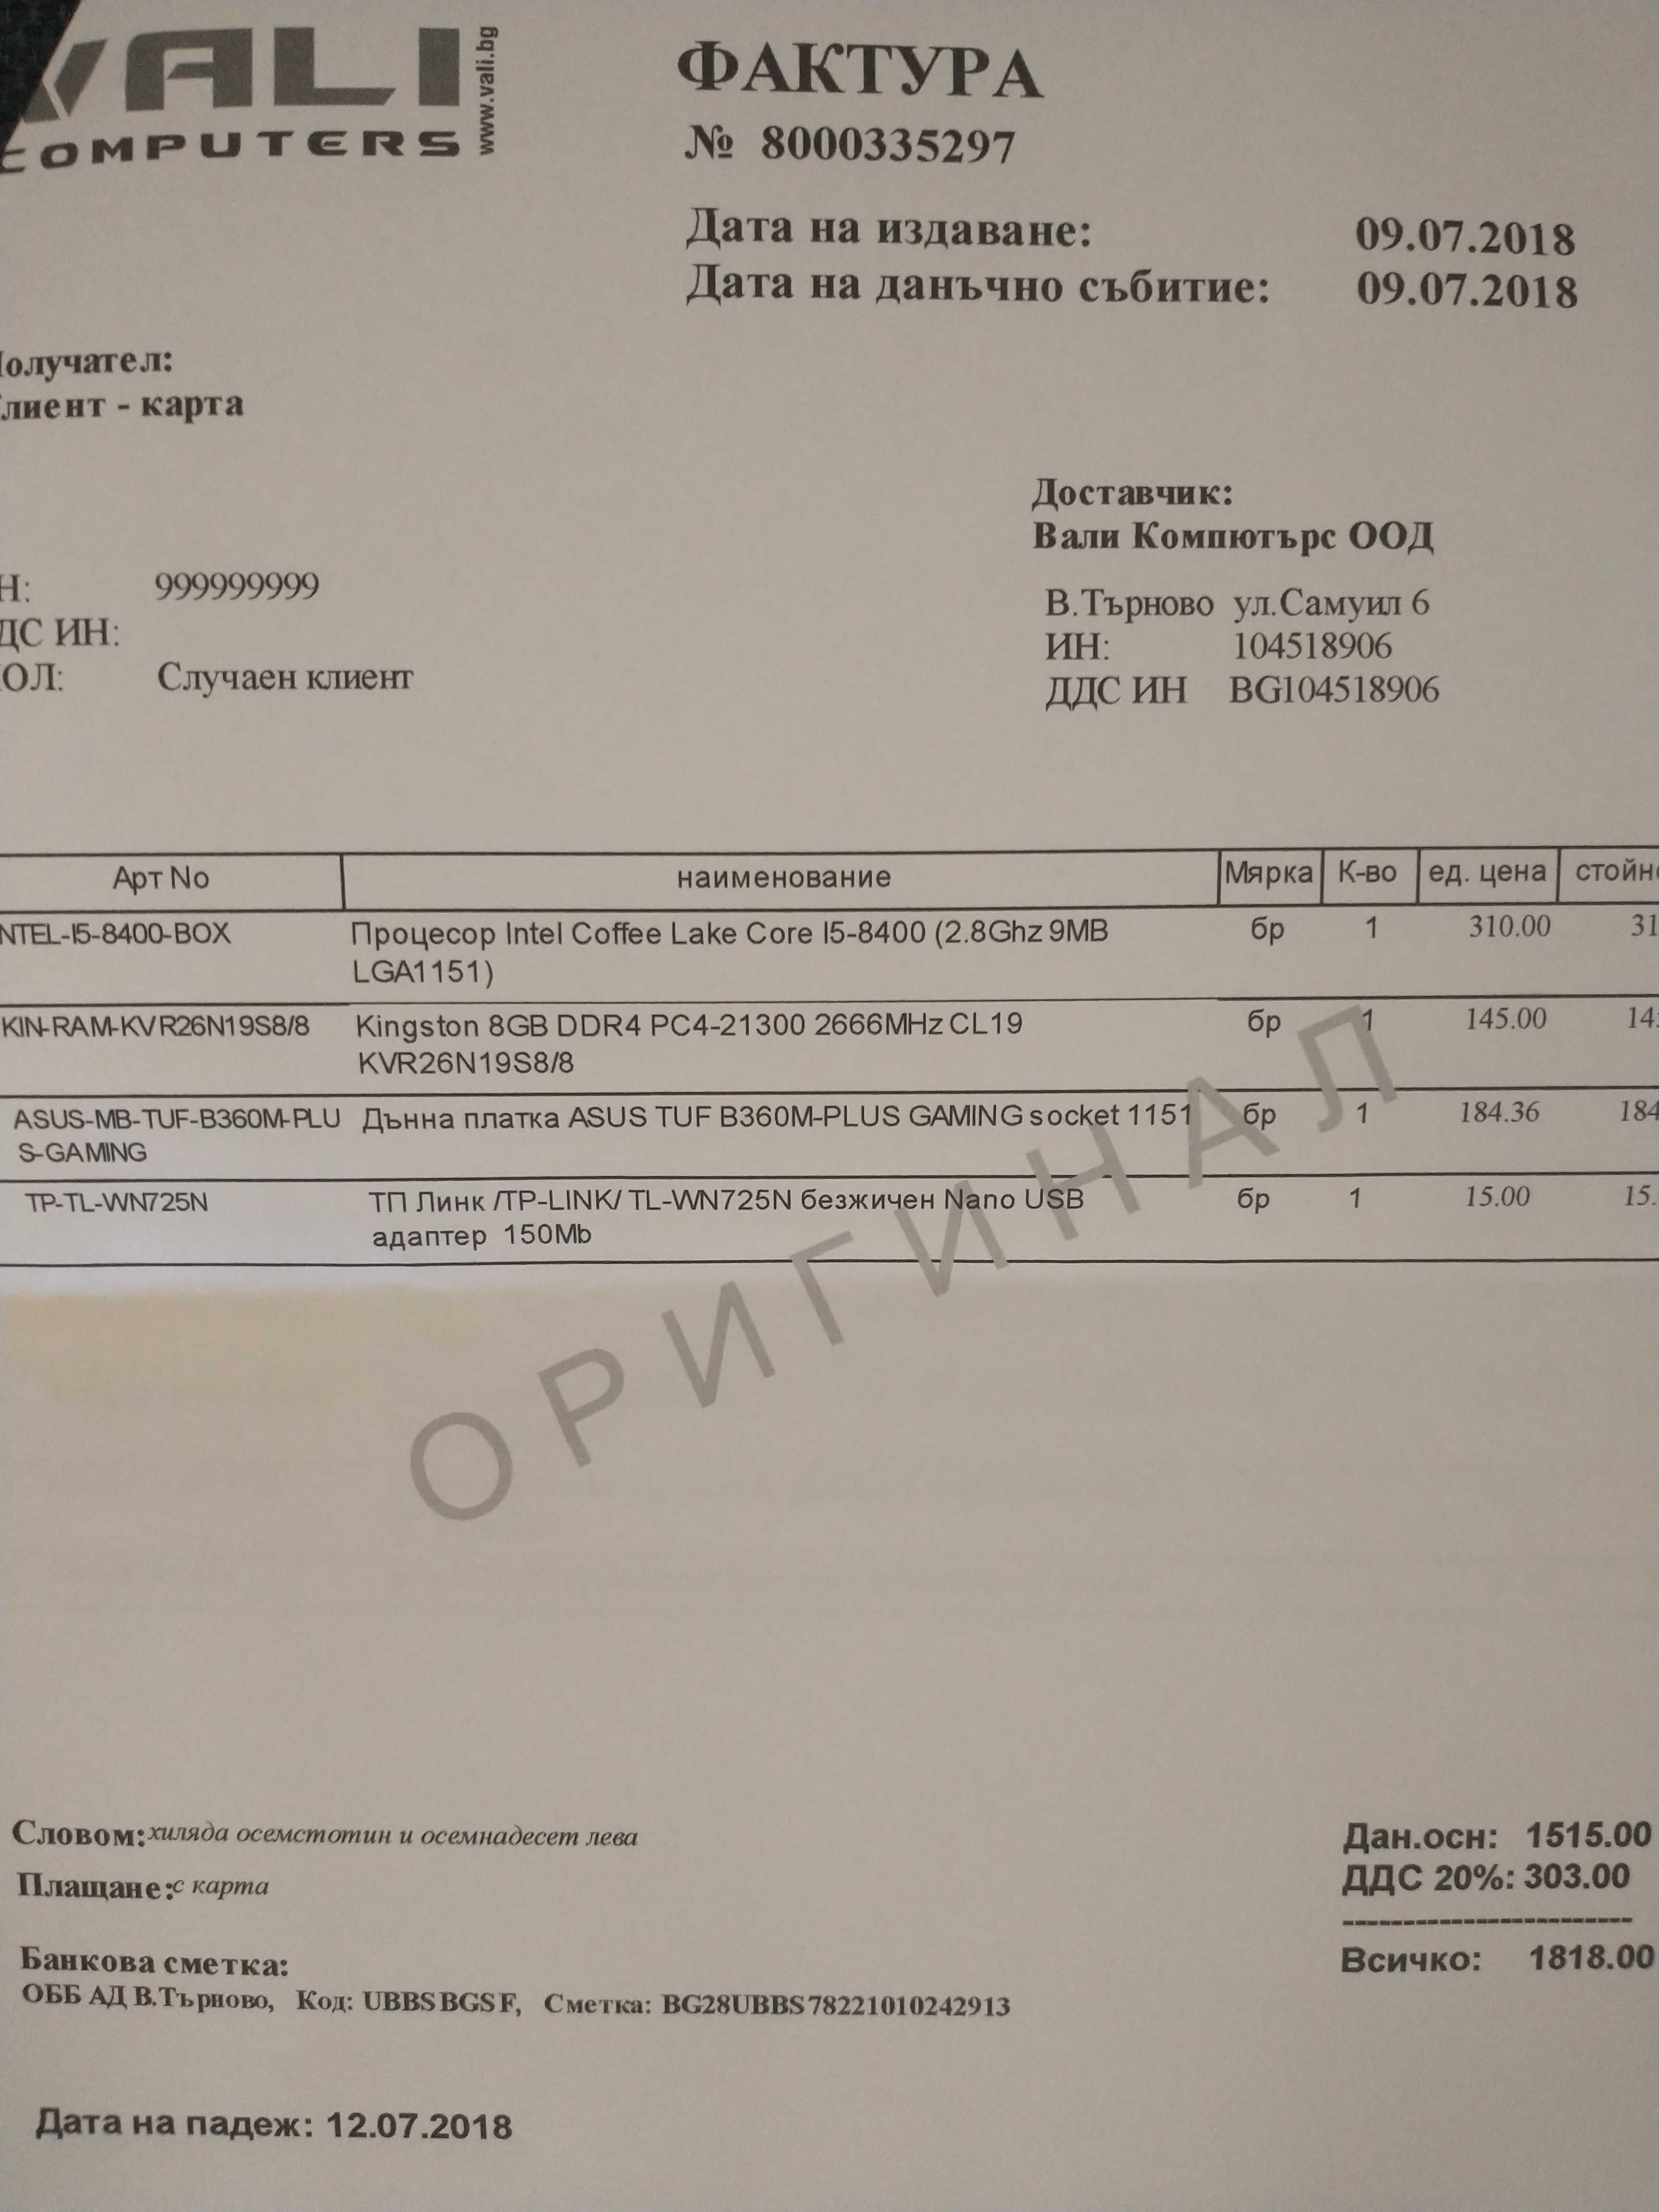 VALI
COMPUTERS
www.vali.bg
ФАКТУРА
№ 8000335297
Дата на издаване: 09.07.2018
Дата на данъчно събитие: 09.07.2018
Получател:
Клиент - карта
Доставчик:
Вали Компютърс ООД
Н: 999999999
ДС ИН:
ОЛ: Случаен клиент
В.Търново ул.Самуил 6
ИН: 104518906
ДДС ИН BG104518906
Арт No наименование Мярка К-во ед. цена стойно
NTEL-I5-8400-BOX Процесор Intel Coffee Lake Core I5-8400 (2.8Ghz 9MB бр 1 310.00 31
LGA1151)
KIN-RAM-KVR26N19S8/8 Kingston 8GB DDR4 PC4-21300 2666MHz CL19 бр 1 145.00 14
KVR26N19S8/8
ASUS-MB-TUF-B360M-PLU Дънна платка ASUS TUF B360M-PLUS GAMING socket 1151 бр 1 184.36 184
S-GAMING
TP-TL-WN725N ТП Линк /TP-LINK/ TL-WN725N безжичен Nano USB бр 1 15.00 15.
адаптер 150Mb
ОРИГИНАЛ
Словом: хиляда осемстотин и осемнадесет лева
Плащане: с карта
Дан.осн: 1515.00
ДДС 20%: 303.00
------------------------
Всичко: 1818.00
Банкова сметка:
ОББ АД В.Търново, Код: UBBSBGSF, Сметка: BG28UBBS78221010242913
Дата на падеж: 12.07.2018